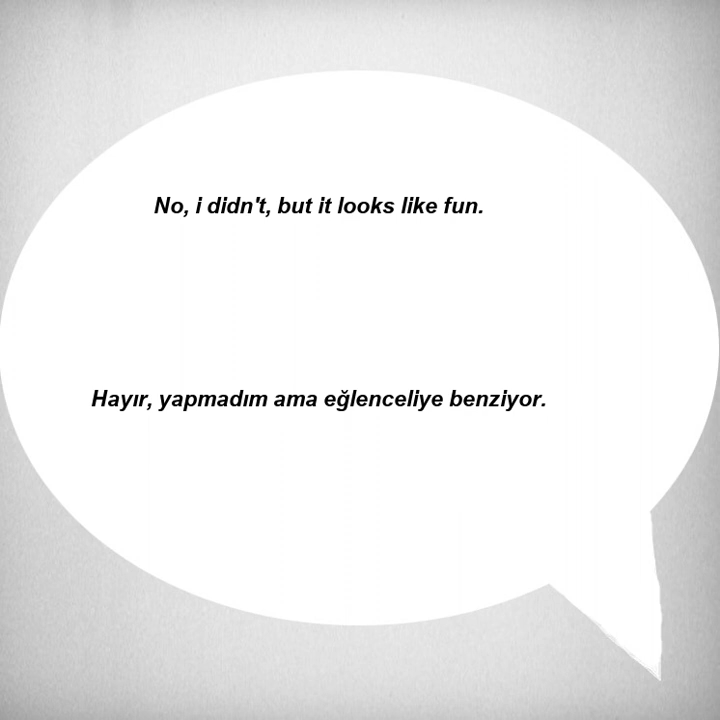 No, i didn't, but it looks like fun.
Hayır, yapmadım ama eğlenceliye benziyor.